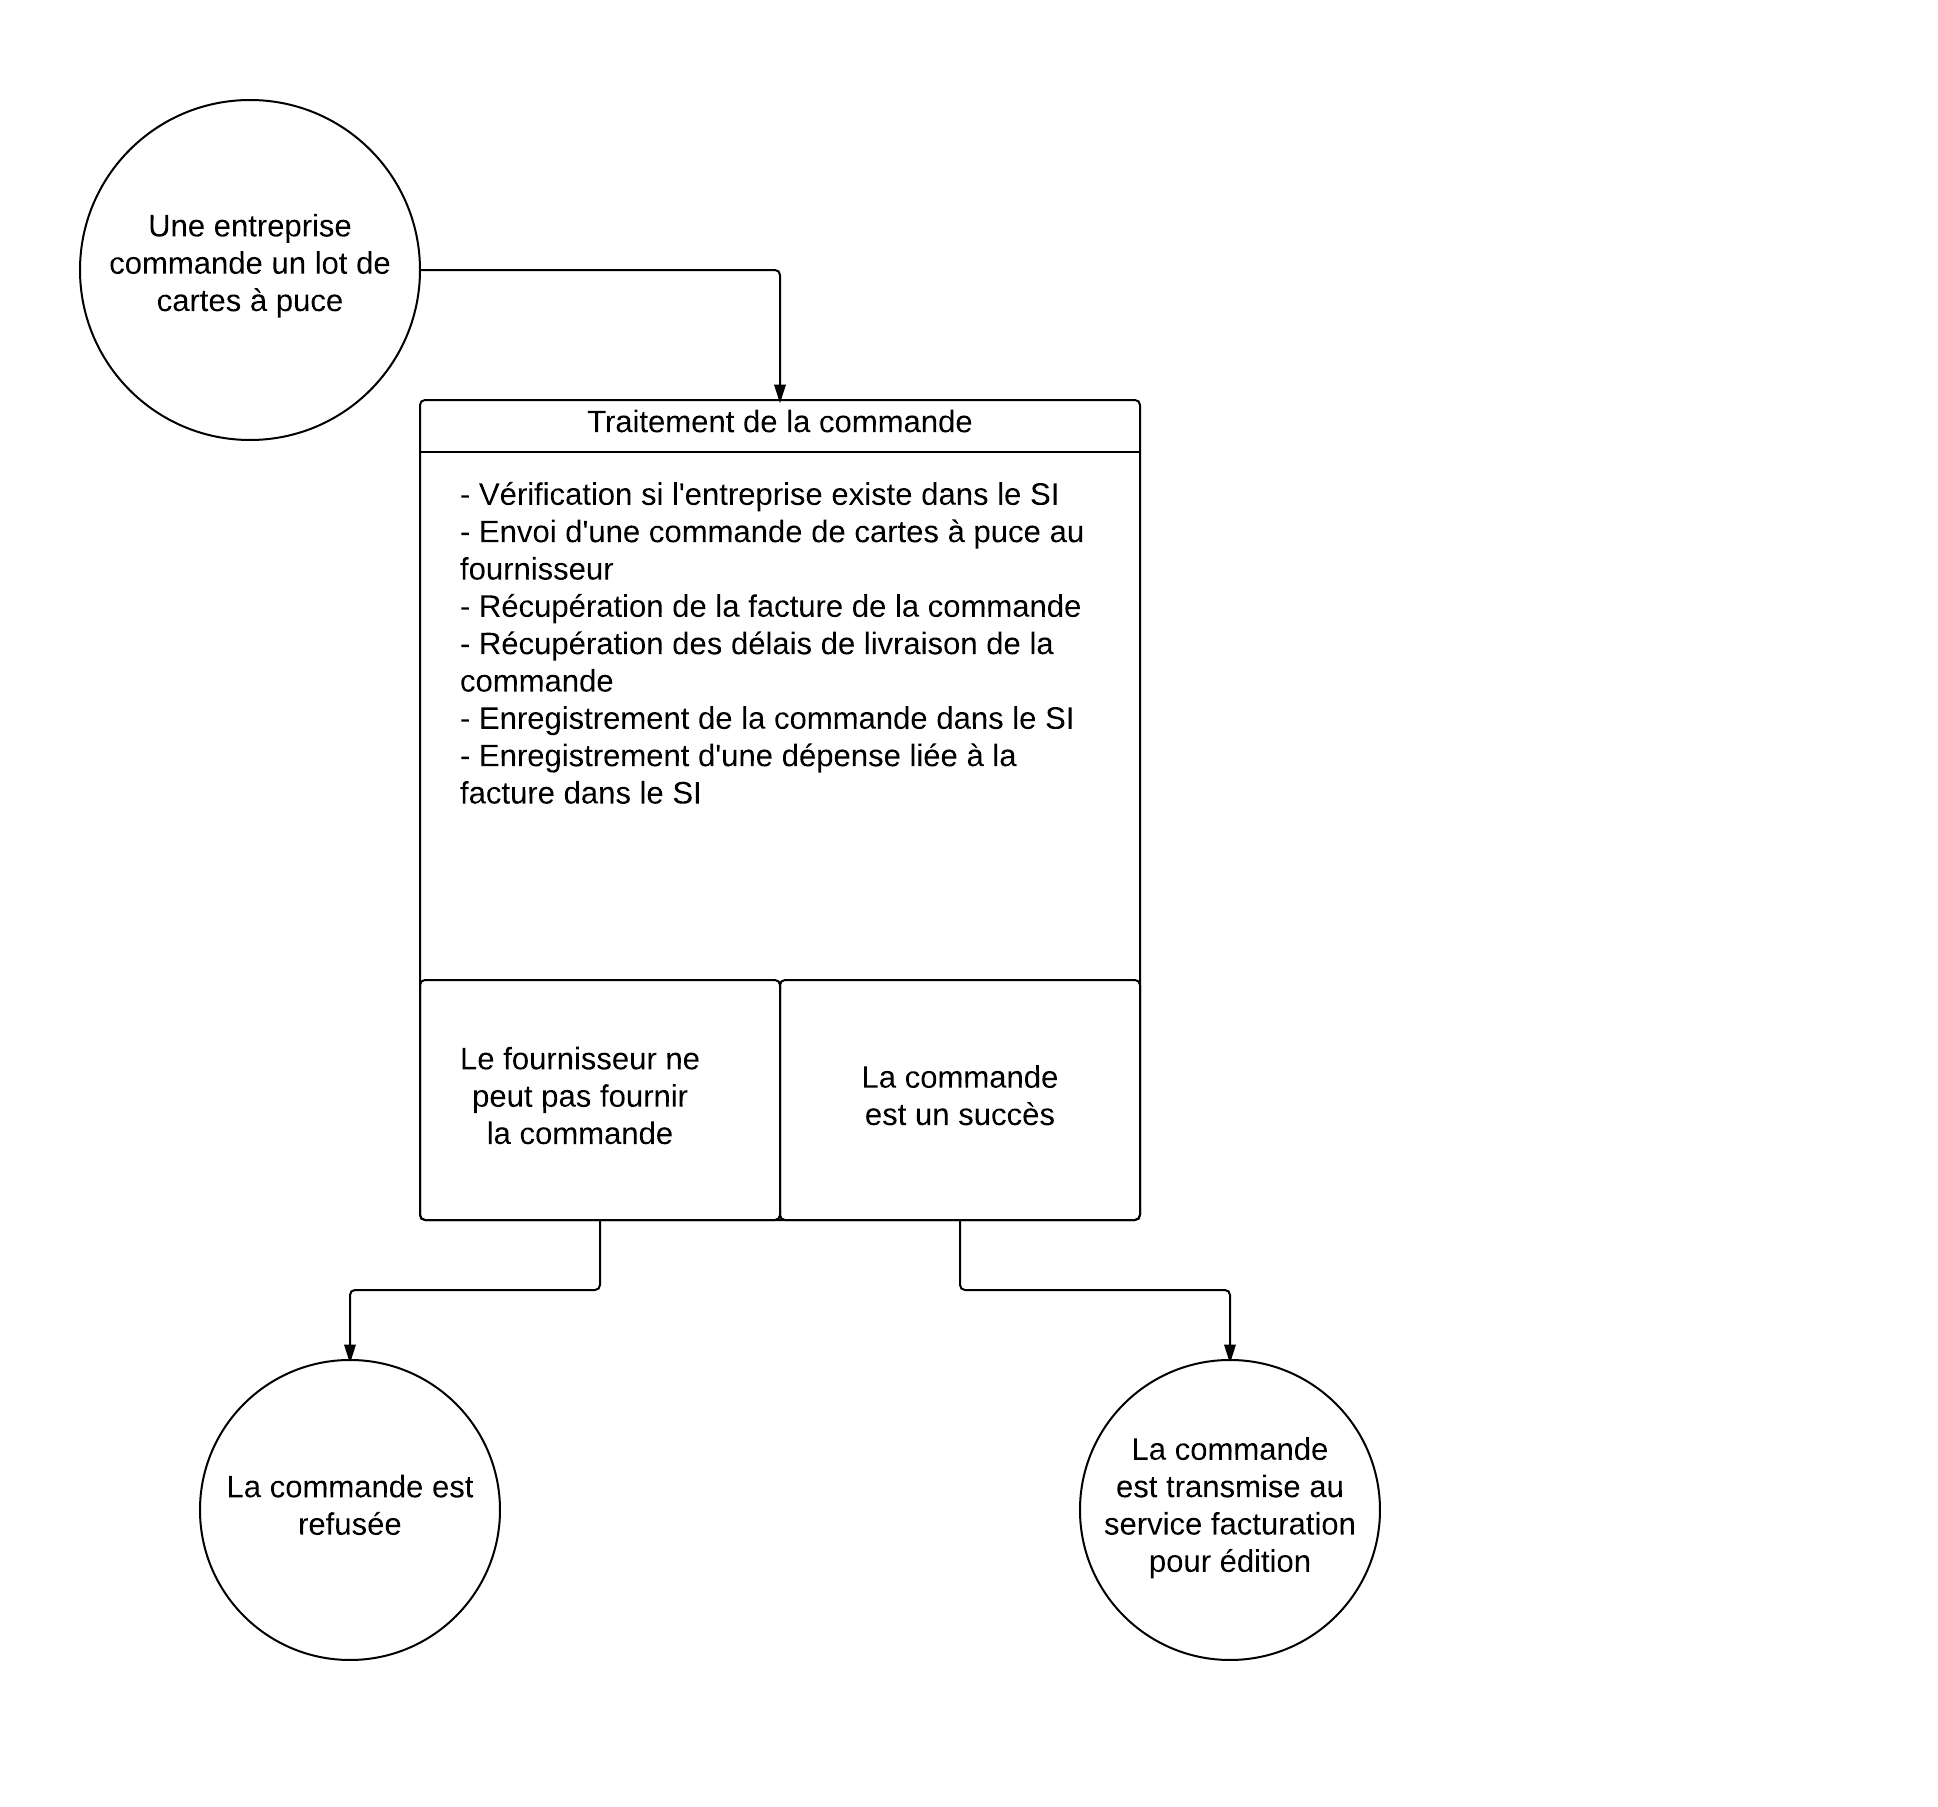 Une entreprise
commande un lot de
cartes à puce
Traitement de la commande
- Vérification si l'entreprise existe dans le SI
- Envoi d'une commande de cartes à puce au
fournisseur
- Récupération de la facture de la commande
- Récupération des délais de livraison de la
commande
- Enregistrement de la commande dans le SI
- Enregistrement d'une dépense liée à la
facture dans le SI
Le fournisseur ne
peut pas fournir
la commande
La commande
est un succès
La commande est
refusée
La commande
est transmise au
service facturation
pour édition